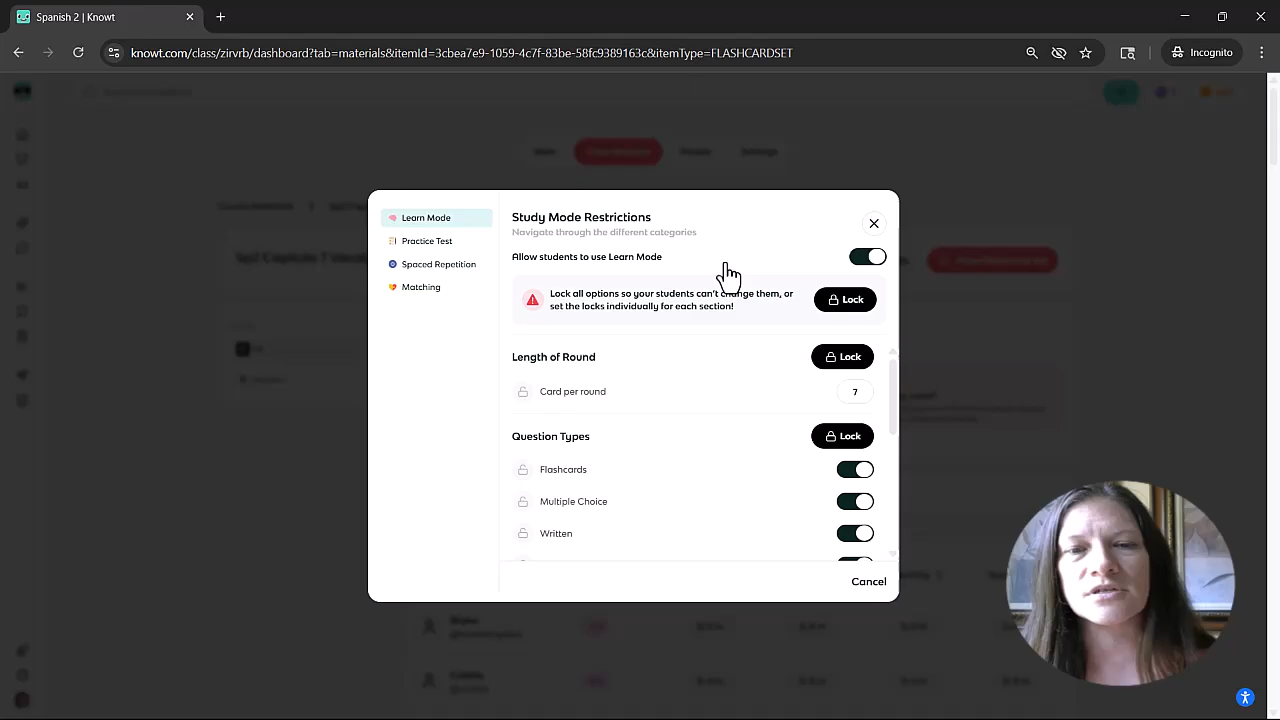 Spanish 2 | Knowt
knowt.com/class/zirvrb/dashboard?tab=materials&itemId=3cbea7e9-1059-4c7f-83be-58fc9389163c&itemType=FLASHCARDSET
Incognito
Learn Mode
Practice Test
Spaced Repetition
Matching
Study Mode Restrictions
Navigate through the different categories
Allow students to use Learn Mode
Lock all options so your students can't change them, or
set the locks individually for each section!
Lock
Length of Round
Lock
Card per round
7
Question Types
Lock
Flashcards
Multiple Choice
Written
Cancel